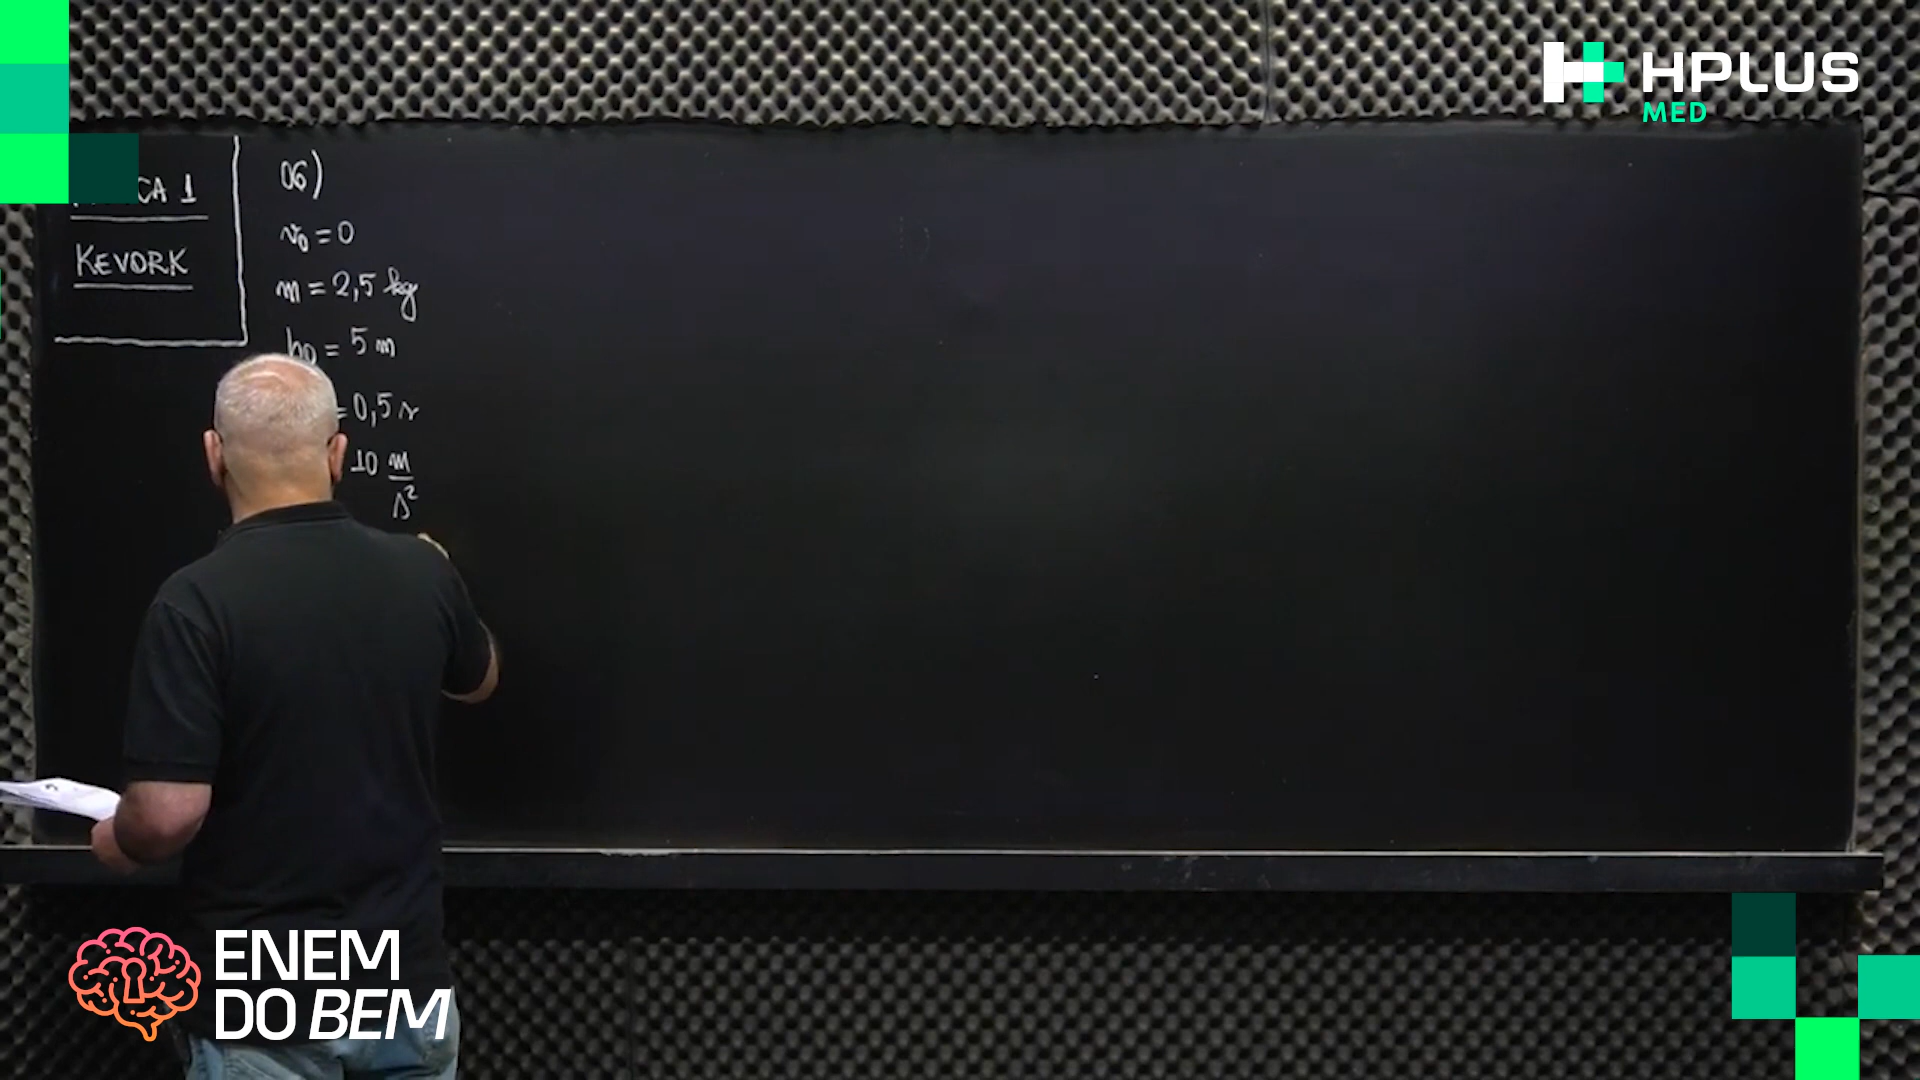 HPLUS
MED
CA 1
KEVORK
06)
v₀ = 0
m = 2,5 kg
h₀ = 5 m
= 0,5 s
10 m/s²
ENEM
DO BEM